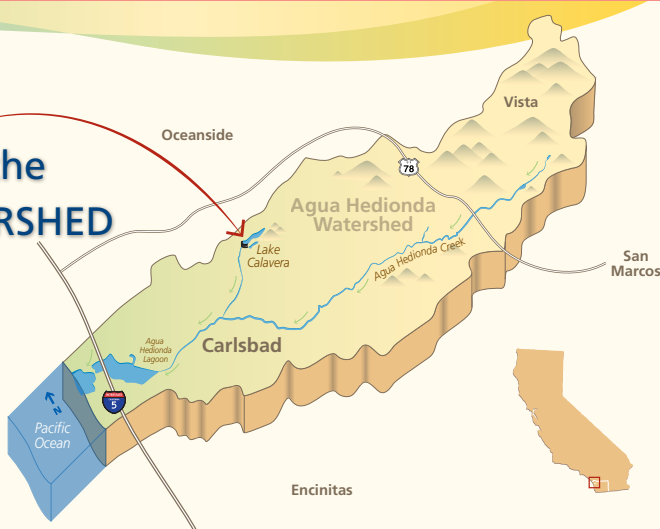 he
RSHED
Oceanside
Vista
78
Agua Hedionda
Watershed
Lake
Calavera
Agua Hedionda Creek
San
Marcos
Agua
Hedionda
Lagoon
Carlsbad
INTERSTATE
5
N
Pacific
Ocean
Encinitas